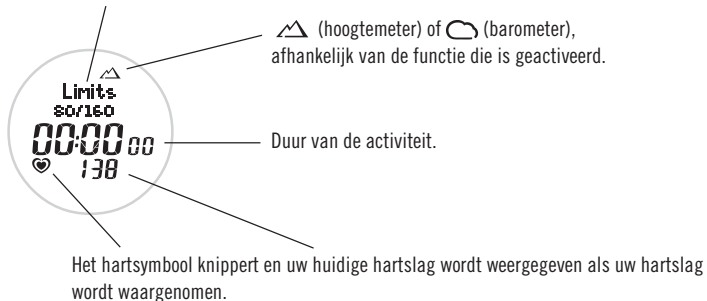 (hoogtemeter) of (barometer),
afhankelijk van de functie die is geactiveerd.
Limits
80/160
00:00 00
138
Duur van de activiteit.
Het hartsymbool knippert en uw huidige hartslag wordt weergegeven als uw hartslag
wordt waargenomen.